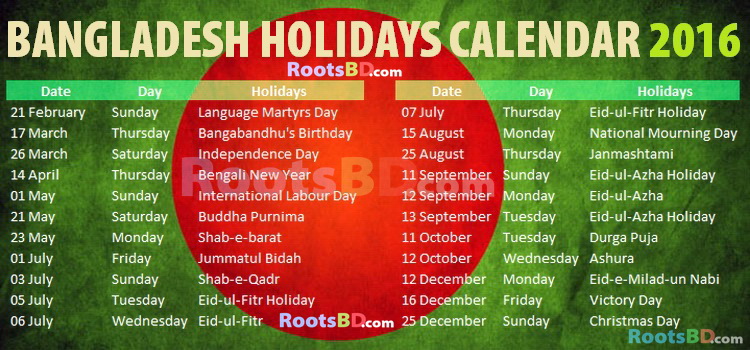 BANGLADESH HOLIDAYS CALENDAR 2016
RootsBD.com
Date Day Holidays
21 February Sunday Language Martyrs Day
17 March Thursday Bangabandhu's Birthday
26 March Saturday Independence Day
14 April Thursday Bengali New Year
01 May Sunday International Labour Day
21 May Saturday Buddha Purnima
23 May Monday Shab-e-barat
01 July Friday Jummatul Bidah
03 July Sunday Shab-e-Qadr
05 July Tuesday Eid-ul-Fitr Holiday
06 July Wednesday Eid-ul-Fitr
Date Day Holidays
07 July Thursday Eid-ul-Fitr Holiday
15 August Monday National Mourning Day
25 August Thursday Janmashtami
11 September Sunday Eid-ul-Azha Holiday
12 September Monday Eid-ul-Azha
13 September Tuesday Eid-ul-Azha Holiday
11 October Tuesday Durga Puja
12 October Wednesday Ashura
12 December Monday Eid-e-Milad-un Nabi
16 December Friday Victory Day
25 December Sunday Christmas Day
RootsBD.com
RootsBD.com
RootsBD.com